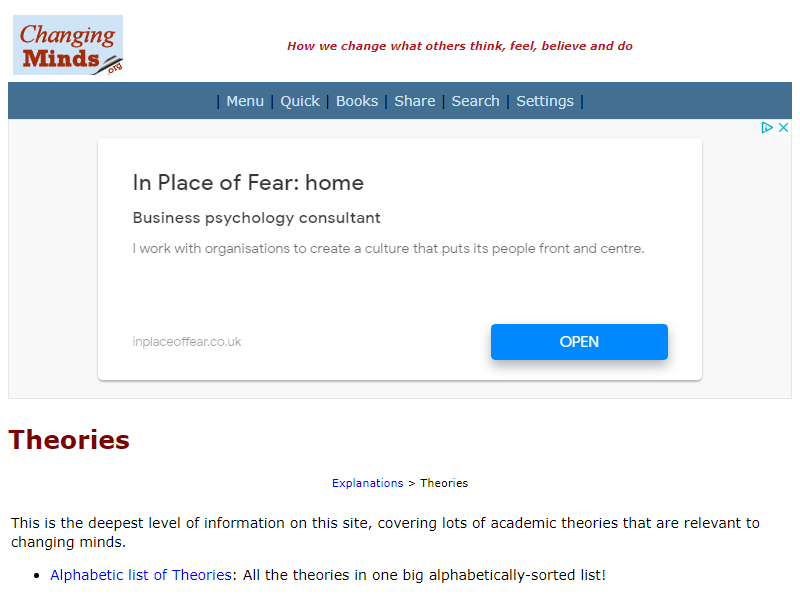 Changing
Minds
.org
How we change what others think, feel, believe and do
| Menu | Quick | Books | Share | Search | Settings |
In Place of Fear: home
Business psychology consultant
I work with organisations to create a culture that puts its people front and centre.
inplaceoffear.co.uk
OPEN
Theories
Explanations > Theories
This is the deepest level of information on this site, covering lots of academic theories that are relevant to
changing minds.
• Alphabetic list of Theories: All the theories in one big alphabetically-sorted list!